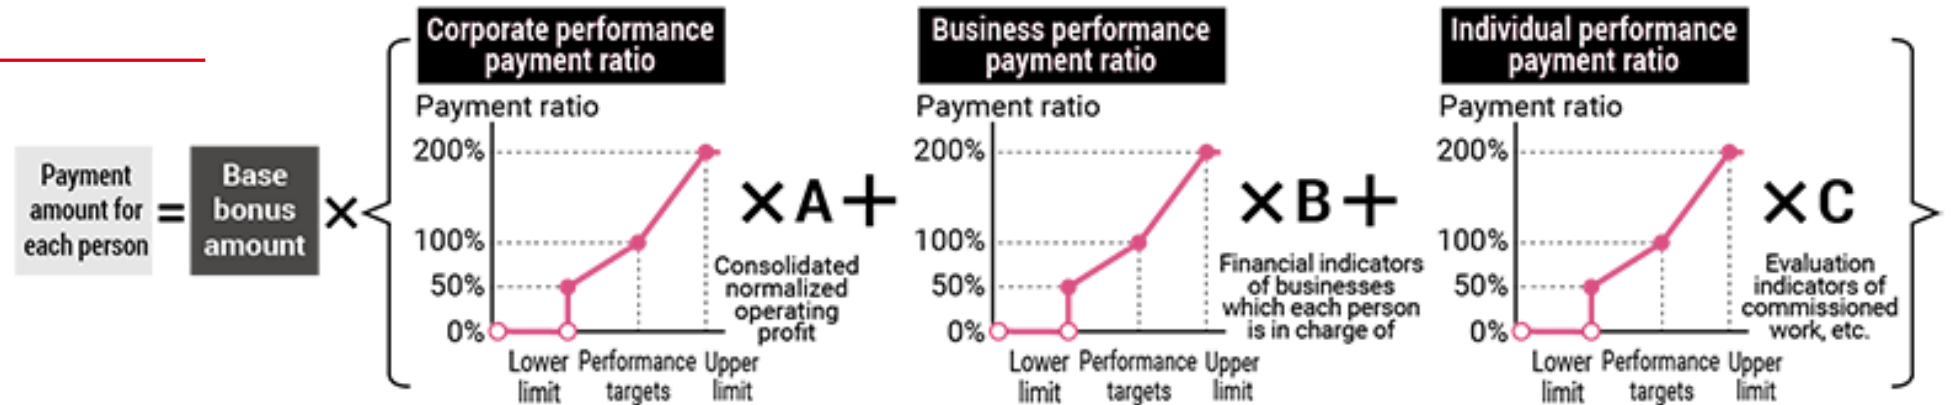 Payment
amount for
each person
=
Base
bonus
amount
×
Corporate performance
payment ratio
Payment ratio
200%
100%
50%
0%
Lower
limit
Performance
targets
Upper
limit
×A+
Consolidated
normalized
operating
profit
Business performance
payment ratio
Payment ratio
200%
100%
50%
0%
Lower
limit
Performance
targets
Upper
limit
×B+
Financial indicators
of businesses
which each person
is in charge of
Individual performance
payment ratio
Payment ratio
200%
100%
50%
0%
Lower
limit
Performance
targets
Upper
limit
×C
Evaluation
indicators of
commissioned
work, etc.